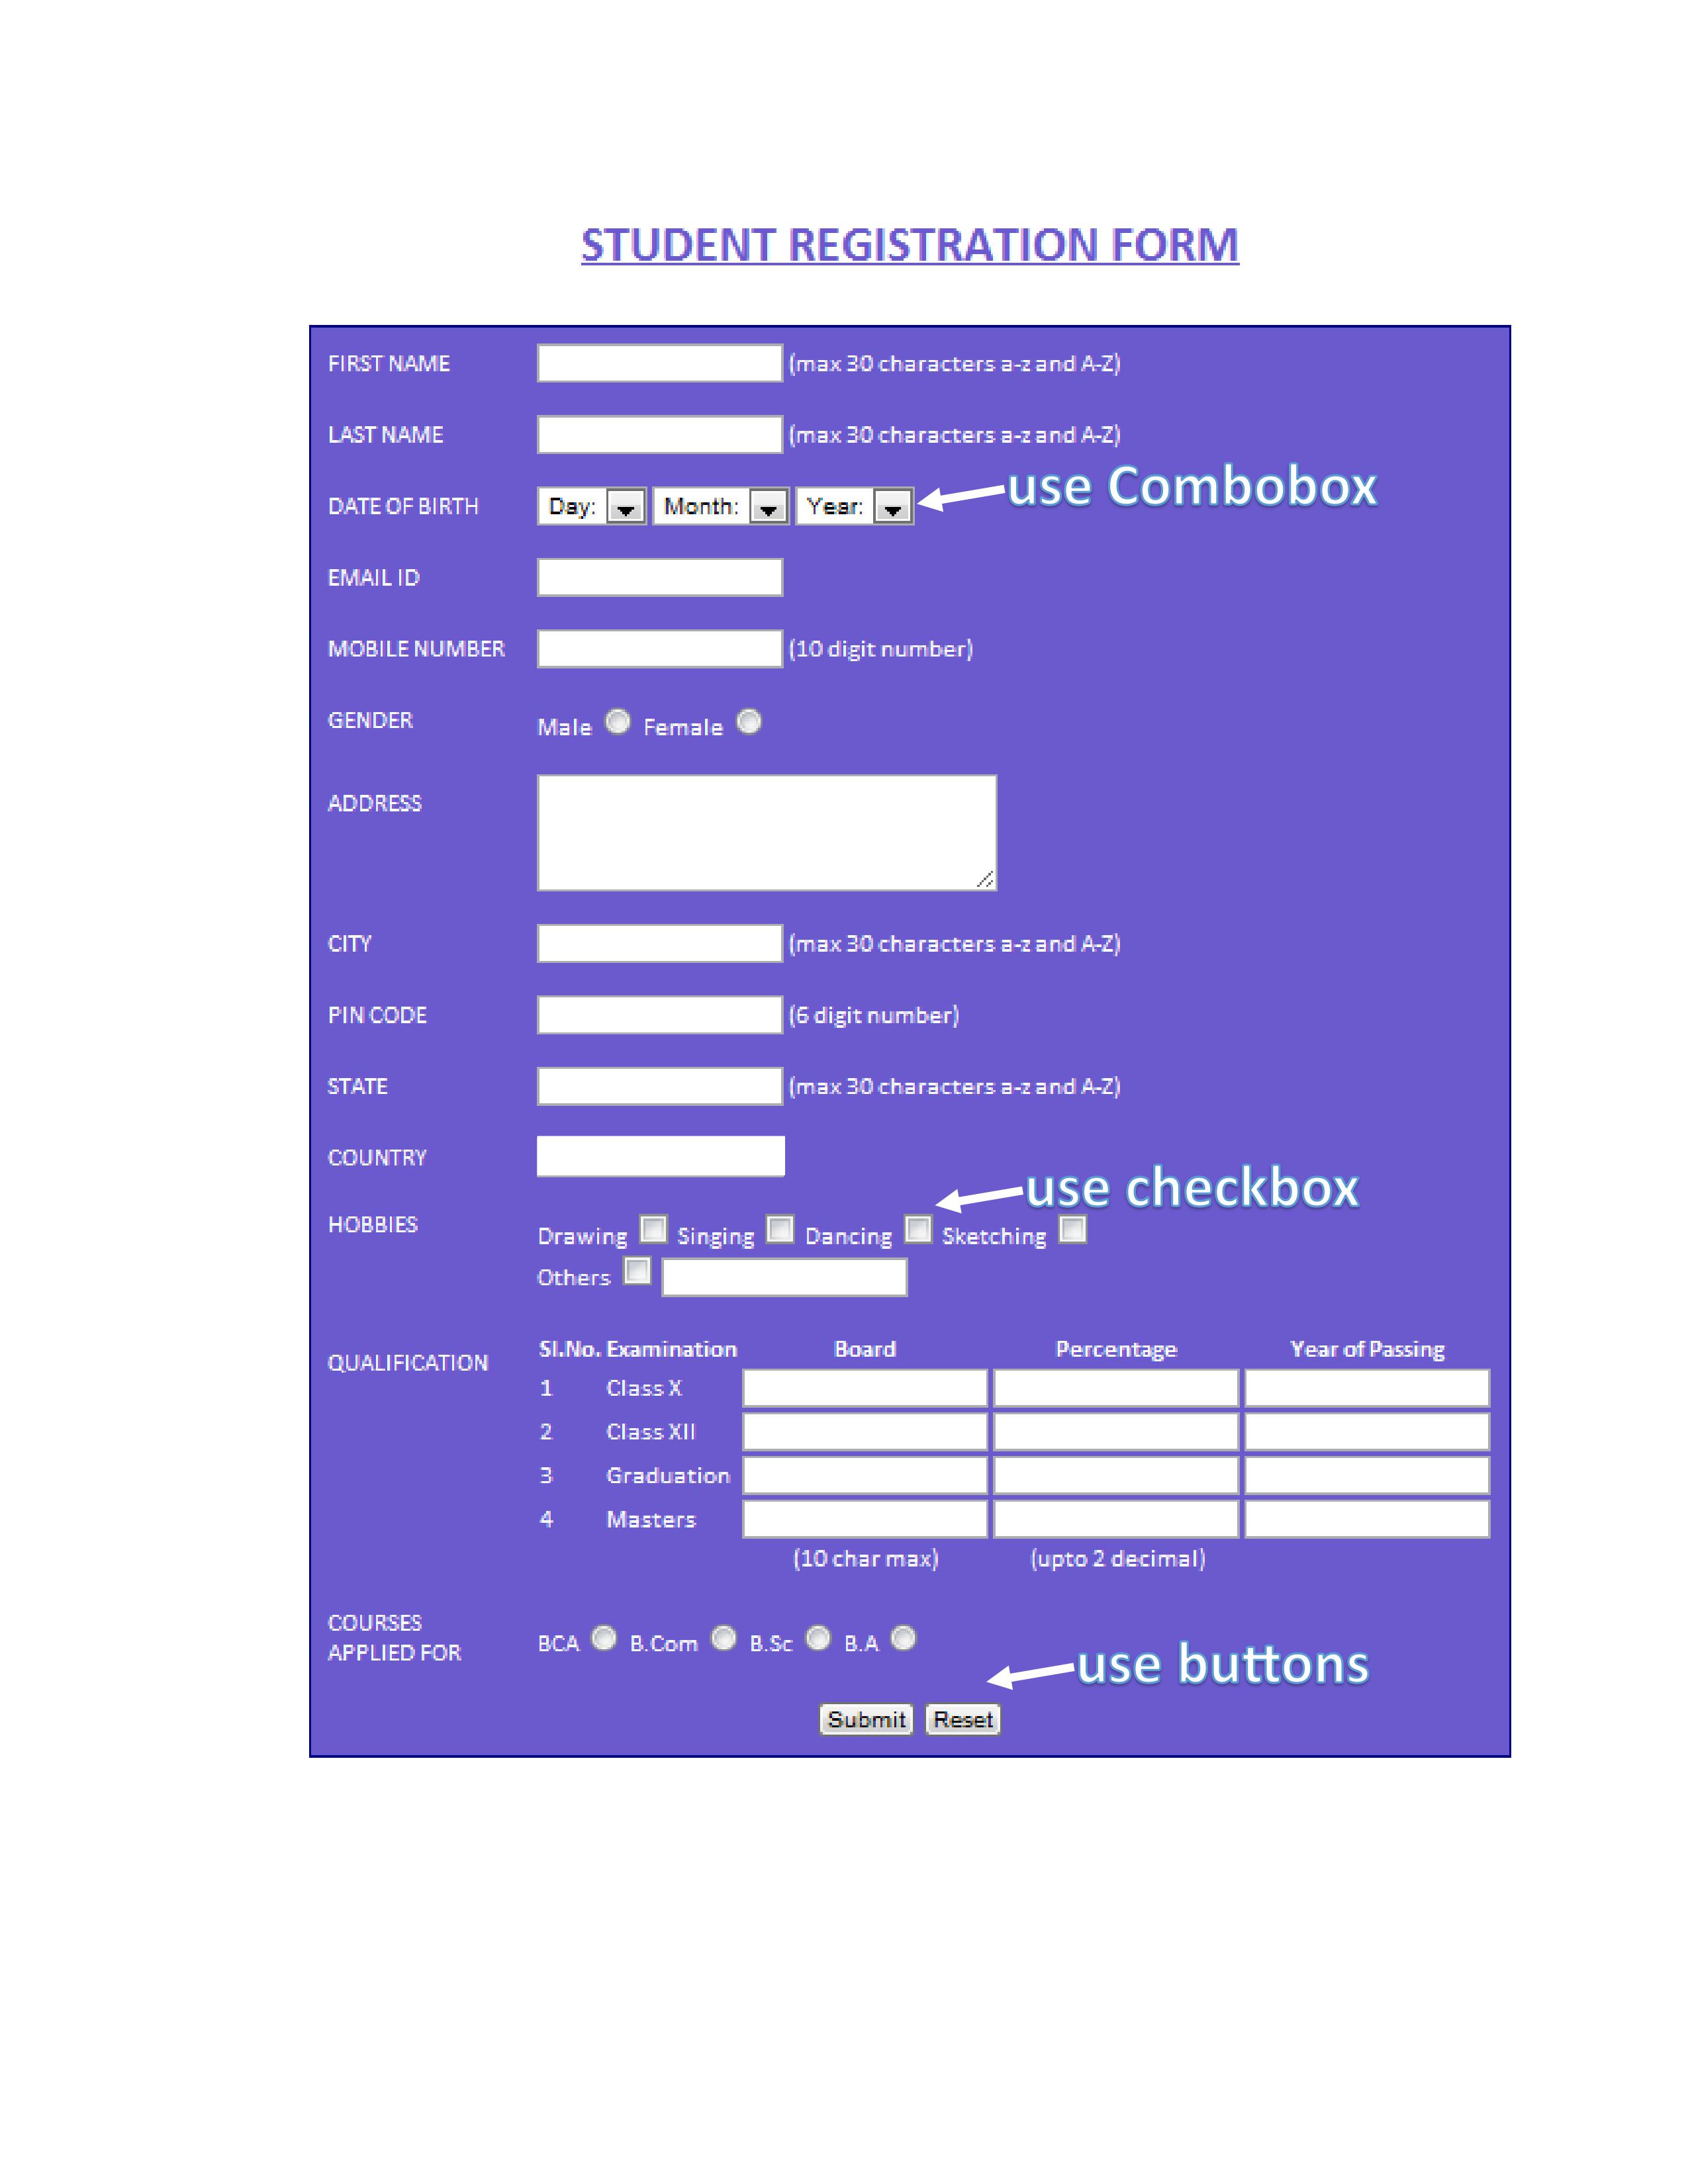 STUDENT REGISTRATION FORM
FIRST NAME (max 30 characters a-z and A-Z)
LAST NAME (max 30 characters a-z and A-Z)
use Combobox
DATE OF BIRTH Day: Month: Year:
EMAIL ID
MOBILE NUMBER (10 digit number)
GENDER Male Female
ADDRESS
CITY (max 30 characters a-z and A-Z)
PIN CODE (6 digit number)
STATE (max 30 characters a-z and A-Z)
COUNTRY
use checkbox
HOBBIES Drawing Singing Dancing Sketching
Others
QUALIFICATION Sl.No. Examination Board Percentage Year of Passing
1 Class X
2 Class XII
3 Graduation
4 Masters
(10 char max) (upto 2 decimal)
COURSES
APPLIED FOR BCA B.Com B.Sc B.A
use buttons
Submit Reset